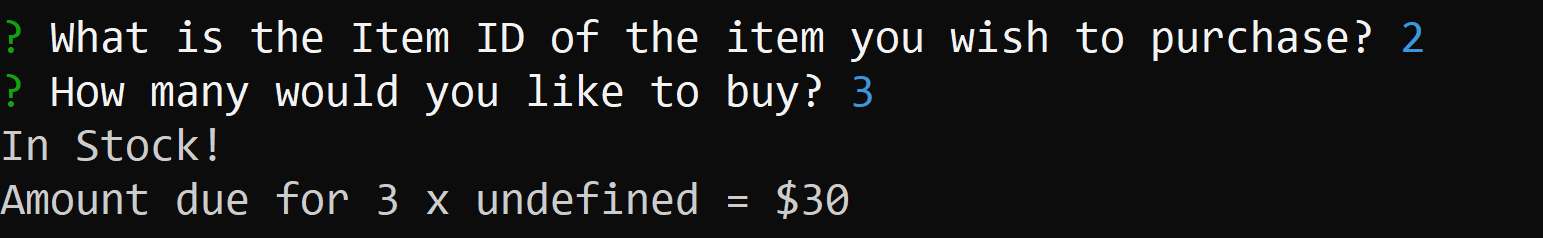 ? What is the Item ID of the item you wish to purchase? 2
? How many would you like to buy? 3
In Stock!
Amount due for 3 x undefined = $30